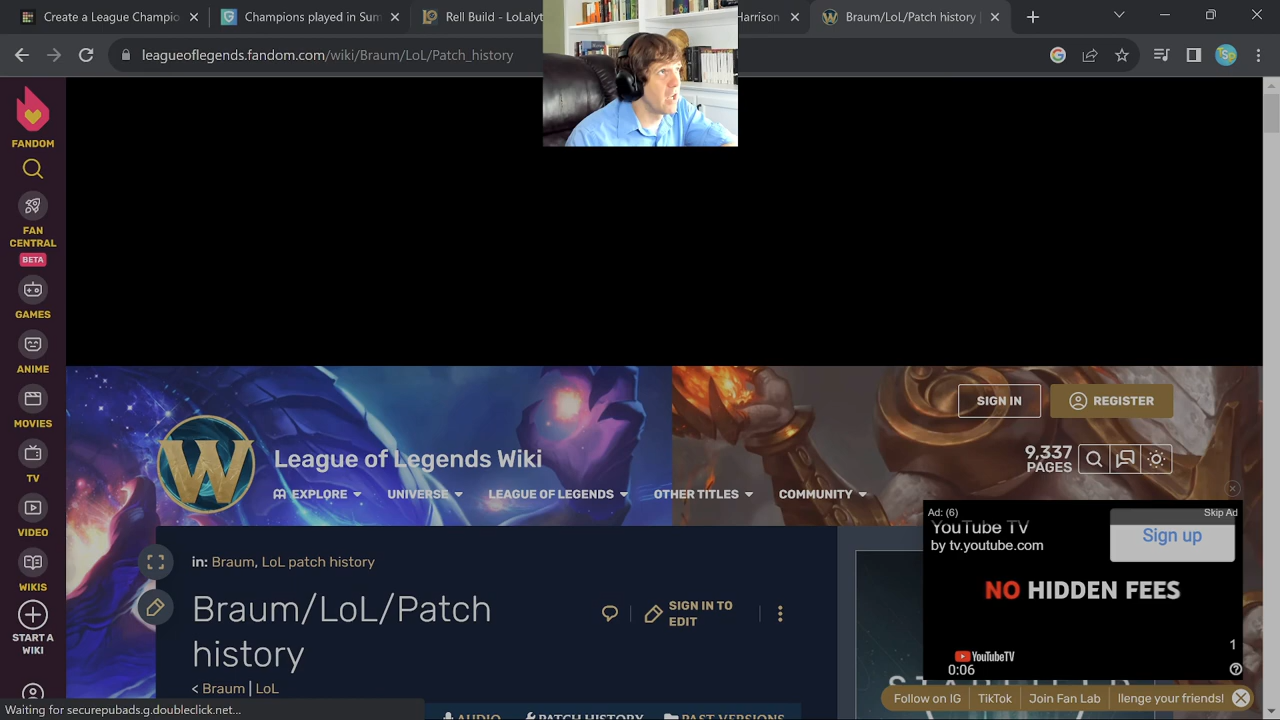 Create a League Champio
Champions played in Sum
Rell Build - LoLalyt
Harrison
Braum/LoL/Patch history |
/wiki/Braum/LoL/Patch_history
FANDOM
FAN
CENTRAL
BETA
GAMES
ANIME
MOVIES
TV
VIDEO
WIKIS
START A
WIKI
SIGN IN
REGISTER
W
League of Legends Wiki
9,337
PAGES
EXPLORE
UNIVERSE
LEAGUE OF LEGENDS
OTHER TITLES
COMMUNITY
in: Braum, LoL patch history
Braum/LoL/Patch
history
SIGN IN TO
EDIT
< Braum | LoL
AUDIO
PATCH HISTORY
PAST VERSIONS
Ad: (6)
Skip Ad
YouTube TV
by tv.youtube.com
Sign up
NO HIDDEN FEES
1
YouTubeTV
0:06
Follow on IG
TikTok
Join Fan Lab
llenge your friends!
Waiting for securepubads.g.doubleclick.net...